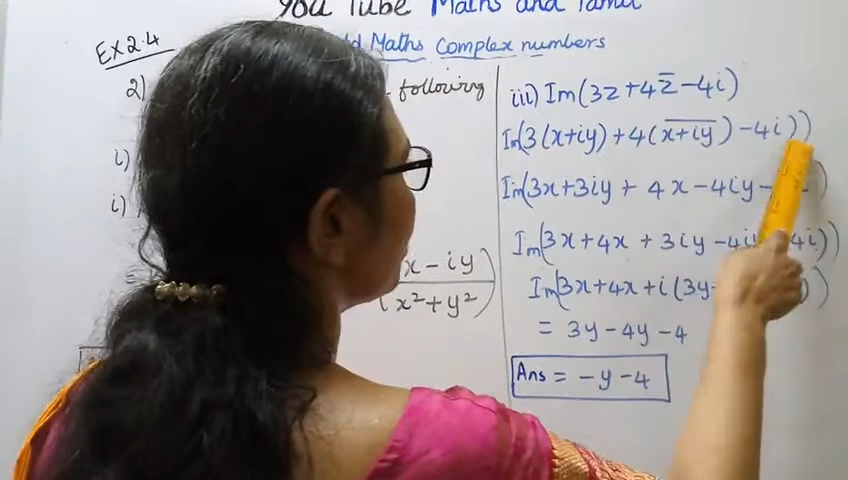 You Tube Maths and Tamil
Maths Complex numbers
Ex 2.4
2) following
i)
i)
x - iy
x² + y²
iii) Im(3z + 4z̅ - 4i)
Im(3(x+iy) + 4(x̅+̅i̅y̅) - 4i))
Im(3x + 3iy + 4x - 4iy -
Im(3x + 4x + 3iy - 4iy 4i))
Im(3x + 4x + i(3y-
= 3y - 4y - 4
Ans = -y - 4